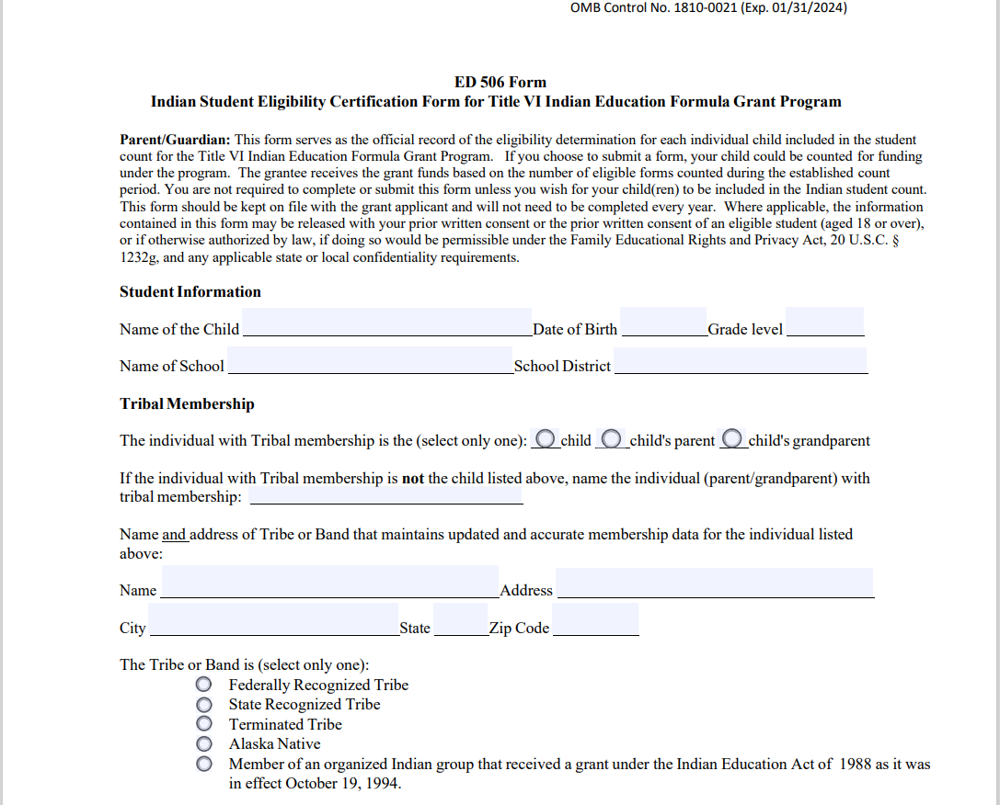 OMB Control No. 1810-0021 (Exp. 01/31/2024)
ED 506 Form
Indian Student Eligibility Certification Form for Title VI Indian Education Formula Grant Program
Parent/Guardian: This form serves as the official record of the eligibility determination for each individual child included in the student
count for the Title VI Indian Education Formula Grant Program. If you choose to submit a form, your child could be counted for funding
under the program. The grantee receives the grant funds based on the number of eligible forms counted during the established count
period. You are not required to complete or submit this form unless you wish for your child(ren) to be included in the Indian student count.
This form should be kept on file with the grant applicant and will not need to be completed every year. Where applicable, the information
contained in this form may be released with your prior written consent or the prior written consent of an eligible student (aged 18 or over),
or if otherwise authorized by law, if doing so would be permissible under the Family Educational Rights and Privacy Act, 20 U.S.C. §
1232g, and any applicable state or local confidentiality requirements.
Student Information
Name of the Child Date of Birth Grade level
Name of School School District
Tribal Membership
The individual with Tribal membership is the (select only one): child child's parent child's grandparent
If the individual with Tribal membership is not the child listed above, name the individual (parent/grandparent) with
tribal membership:
Name and address of Tribe or Band that maintains updated and accurate membership data for the individual listed
above:
Name Address
City State Zip Code
The Tribe or Band is (select only one):
Federally Recognized Tribe
State Recognized Tribe
Terminated Tribe
Alaska Native
Member of an organized Indian group that received a grant under the Indian Education Act of 1988 as it was
in effect October 19, 1994.